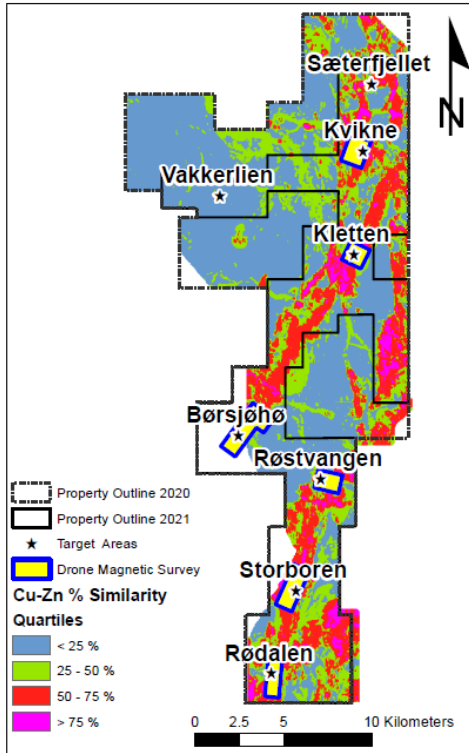 Sæterfjellet
N
Kvikne
Vakkerlien
Kletten
Børsjøhø
Røstvangen
Storboren
Rødalen
Property Outline 2020
Property Outline 2021
Target Areas
Drone Magnetic Survey
Cu-Zn % Similarity
Quartiles
< 25 %
25 - 50 %
50 - 75 %
> 75 %
0 2.5 5 10 Kilometers